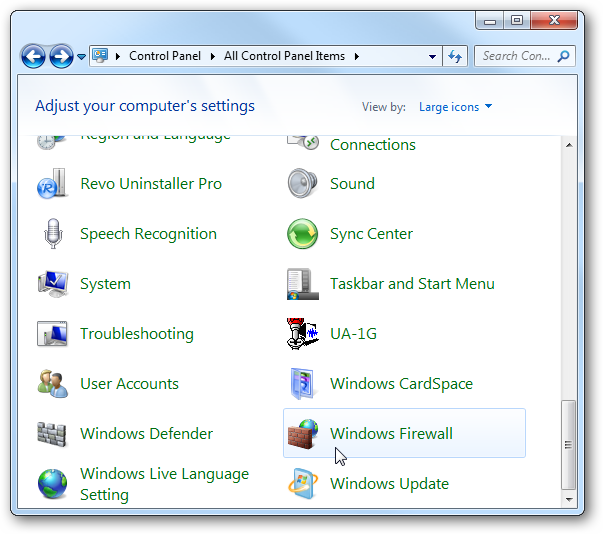 Control Panel All Control Panel Items Search Con...
Adjust your computer's settings View by: Large icons
Region and Language
Connections
Revo Uninstaller Pro Sound
Speech Recognition Sync Center
System Taskbar and Start Menu
Troubleshooting UA-1G
User Accounts Windows CardSpace
Windows Defender Windows Firewall
Windows Live Language
Setting
Windows Update